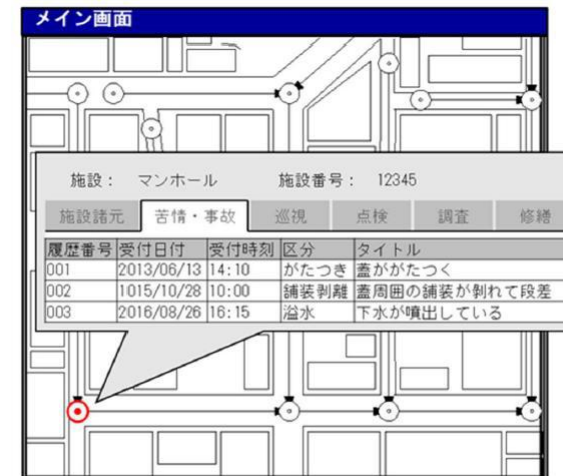 メイン画面
施設： マンホール 施設番号： 12345
施設諸元 苦情・事故 巡視 点検 調査 修繕
履歴番号 受付日付 受付時刻 区分 タイトル
001 2013/06/13 14:10 がたつき 蓋ががたつく
002 1015/10/28 10:00 舗装剥離 蓋周囲の舗装が剝れて段差
003 2016/08/26 16:15 溢水 下水が噴出している